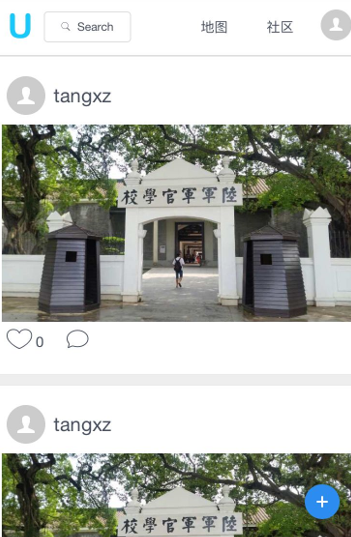 U
Search
地图
社区
tangxz
校學官軍軍陸
0
tangxz
校學官軍軍陸
+